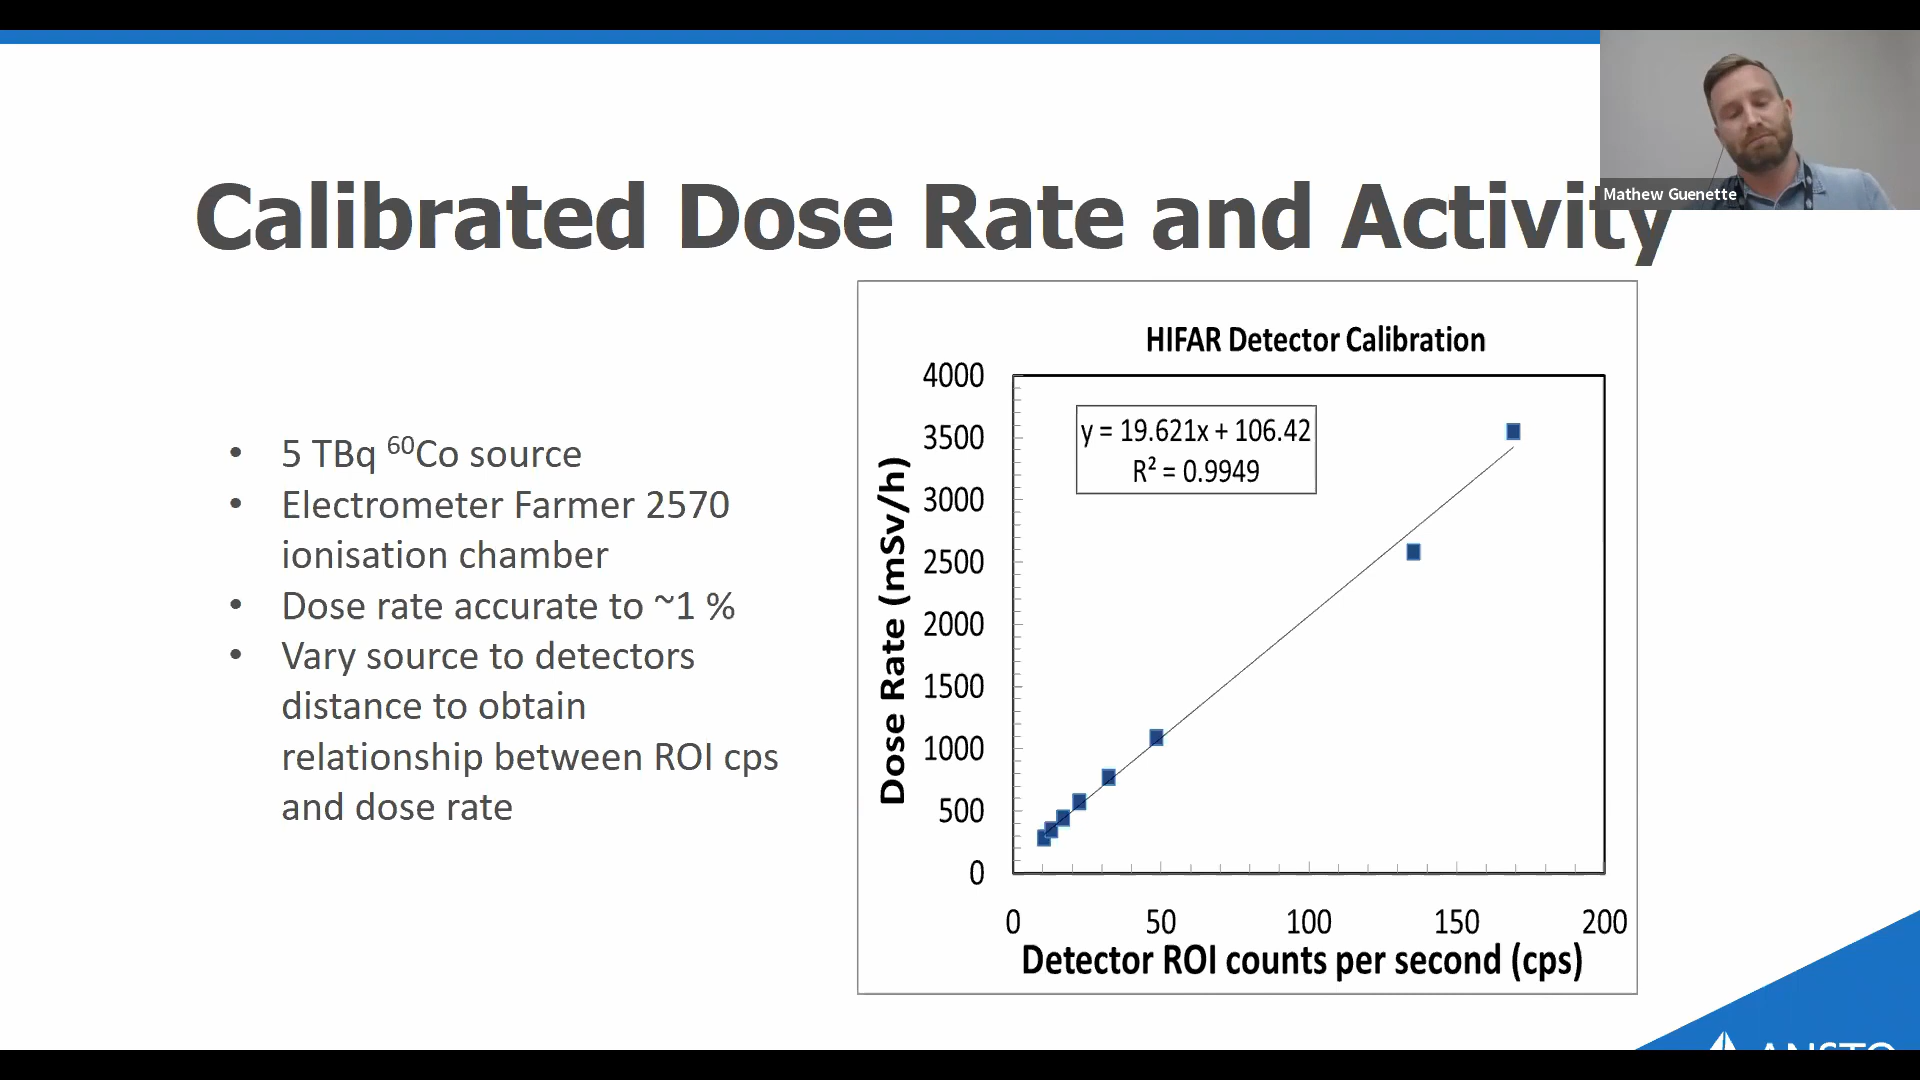 Mathew Guenette
Calibrated Dose Rate and Activity
• 5 TBq ⁶⁰Co source
• Electrometer Farmer 2570
ionisation chamber
• Dose rate accurate to ~1 %
• Vary source to detectors
distance to obtain
relationship between ROI cps
and dose rate
HIFAR Detector Calibration
y = 19.621x + 106.42
R² = 0.9949
Dose Rate (mSv/h)
4000
3500
3000
2500
2000
1500
1000
500
0
0 50 100 150 200
Detector ROI counts per second (cps)
ANSTO